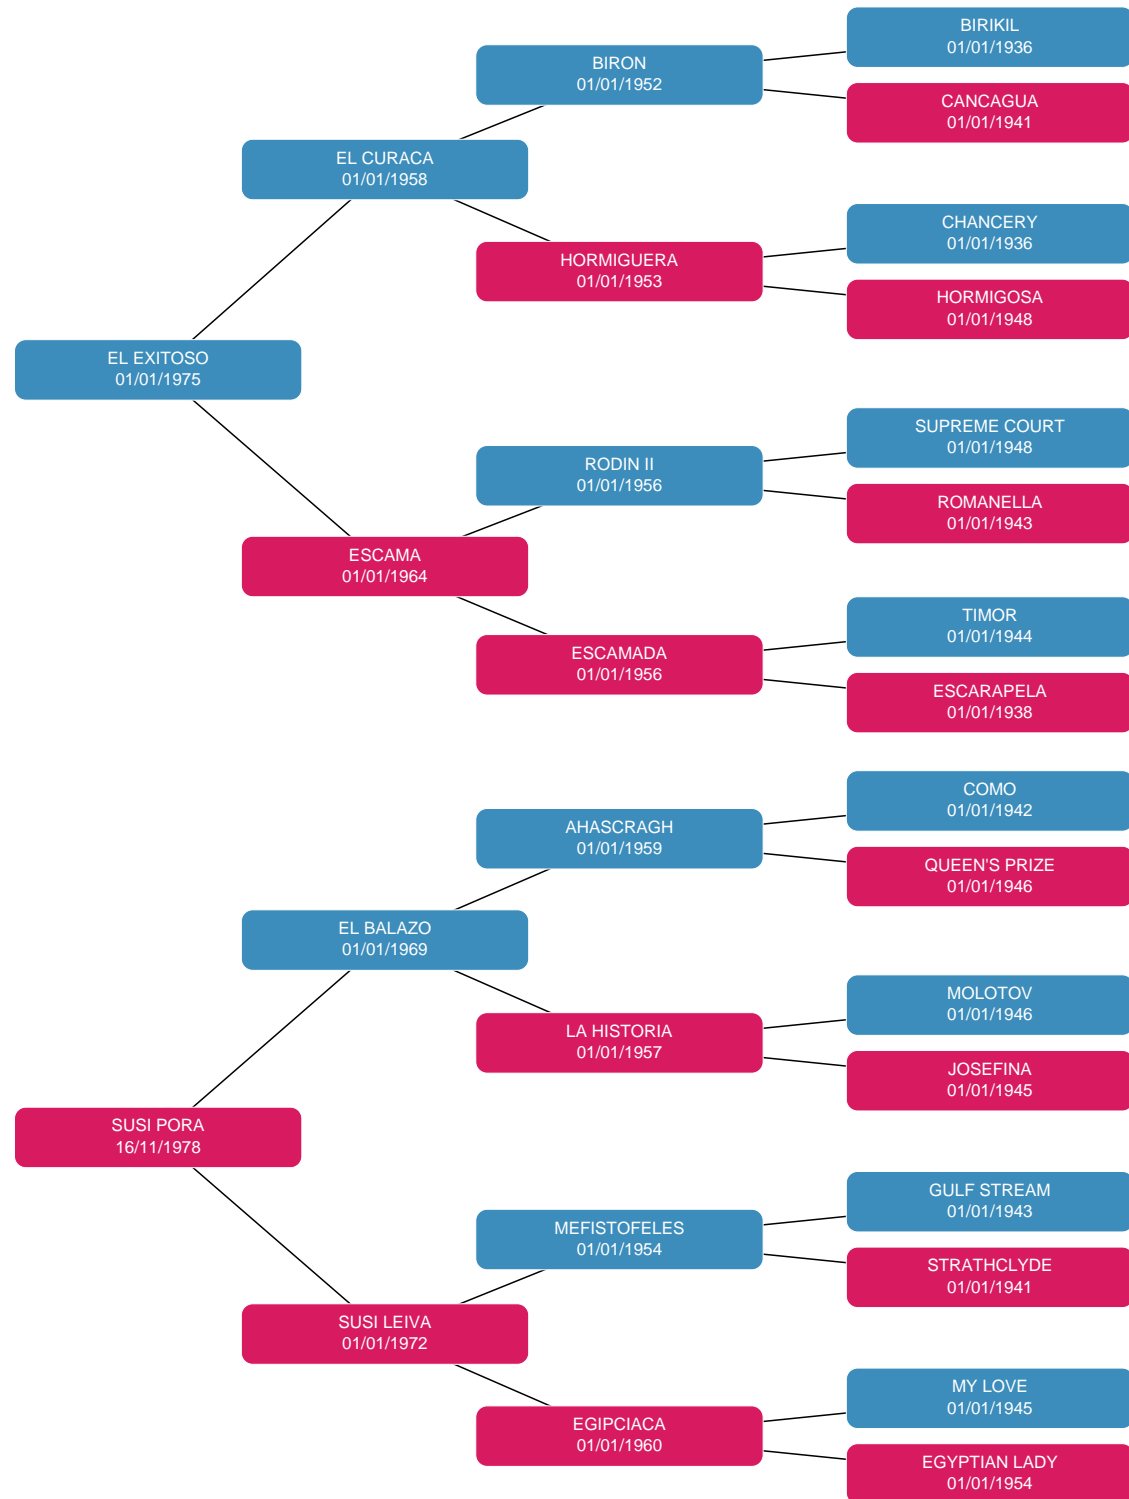 BIRIKIL
01/01/1936
BIRON
01/01/1952
CANCAGUA
01/01/1941
EL CURACA
01/01/1958
CHANCERY
01/01/1936
HORMIGUERA
01/01/1953
HORMIGOSA
01/01/1948
EL EXITOSO
01/01/1975
SUPREME COURT
01/01/1948
RODIN II
01/01/1956
ROMANELLA
01/01/1943
ESCAMA
01/01/1964
TIMOR
01/01/1944
ESCAMADA
01/01/1956
ESCARAPELA
01/01/1938
COMO
01/01/1942
AHASCRAGH
01/01/1959
QUEEN'S PRIZE
01/01/1946
EL BALAZO
01/01/1969
MOLOTOV
01/01/1946
LA HISTORIA
01/01/1957
JOSEFINA
01/01/1945
SUSI PORA
16/11/1978
GULF STREAM
01/01/1943
MEFISTOFELES
01/01/1954
STRATHCLYDE
01/01/1941
SUSI LEIVA
01/01/1972
MY LOVE
01/01/1945
EGIPCIACA
01/01/1960
EGYPTIAN LADY
01/01/1954